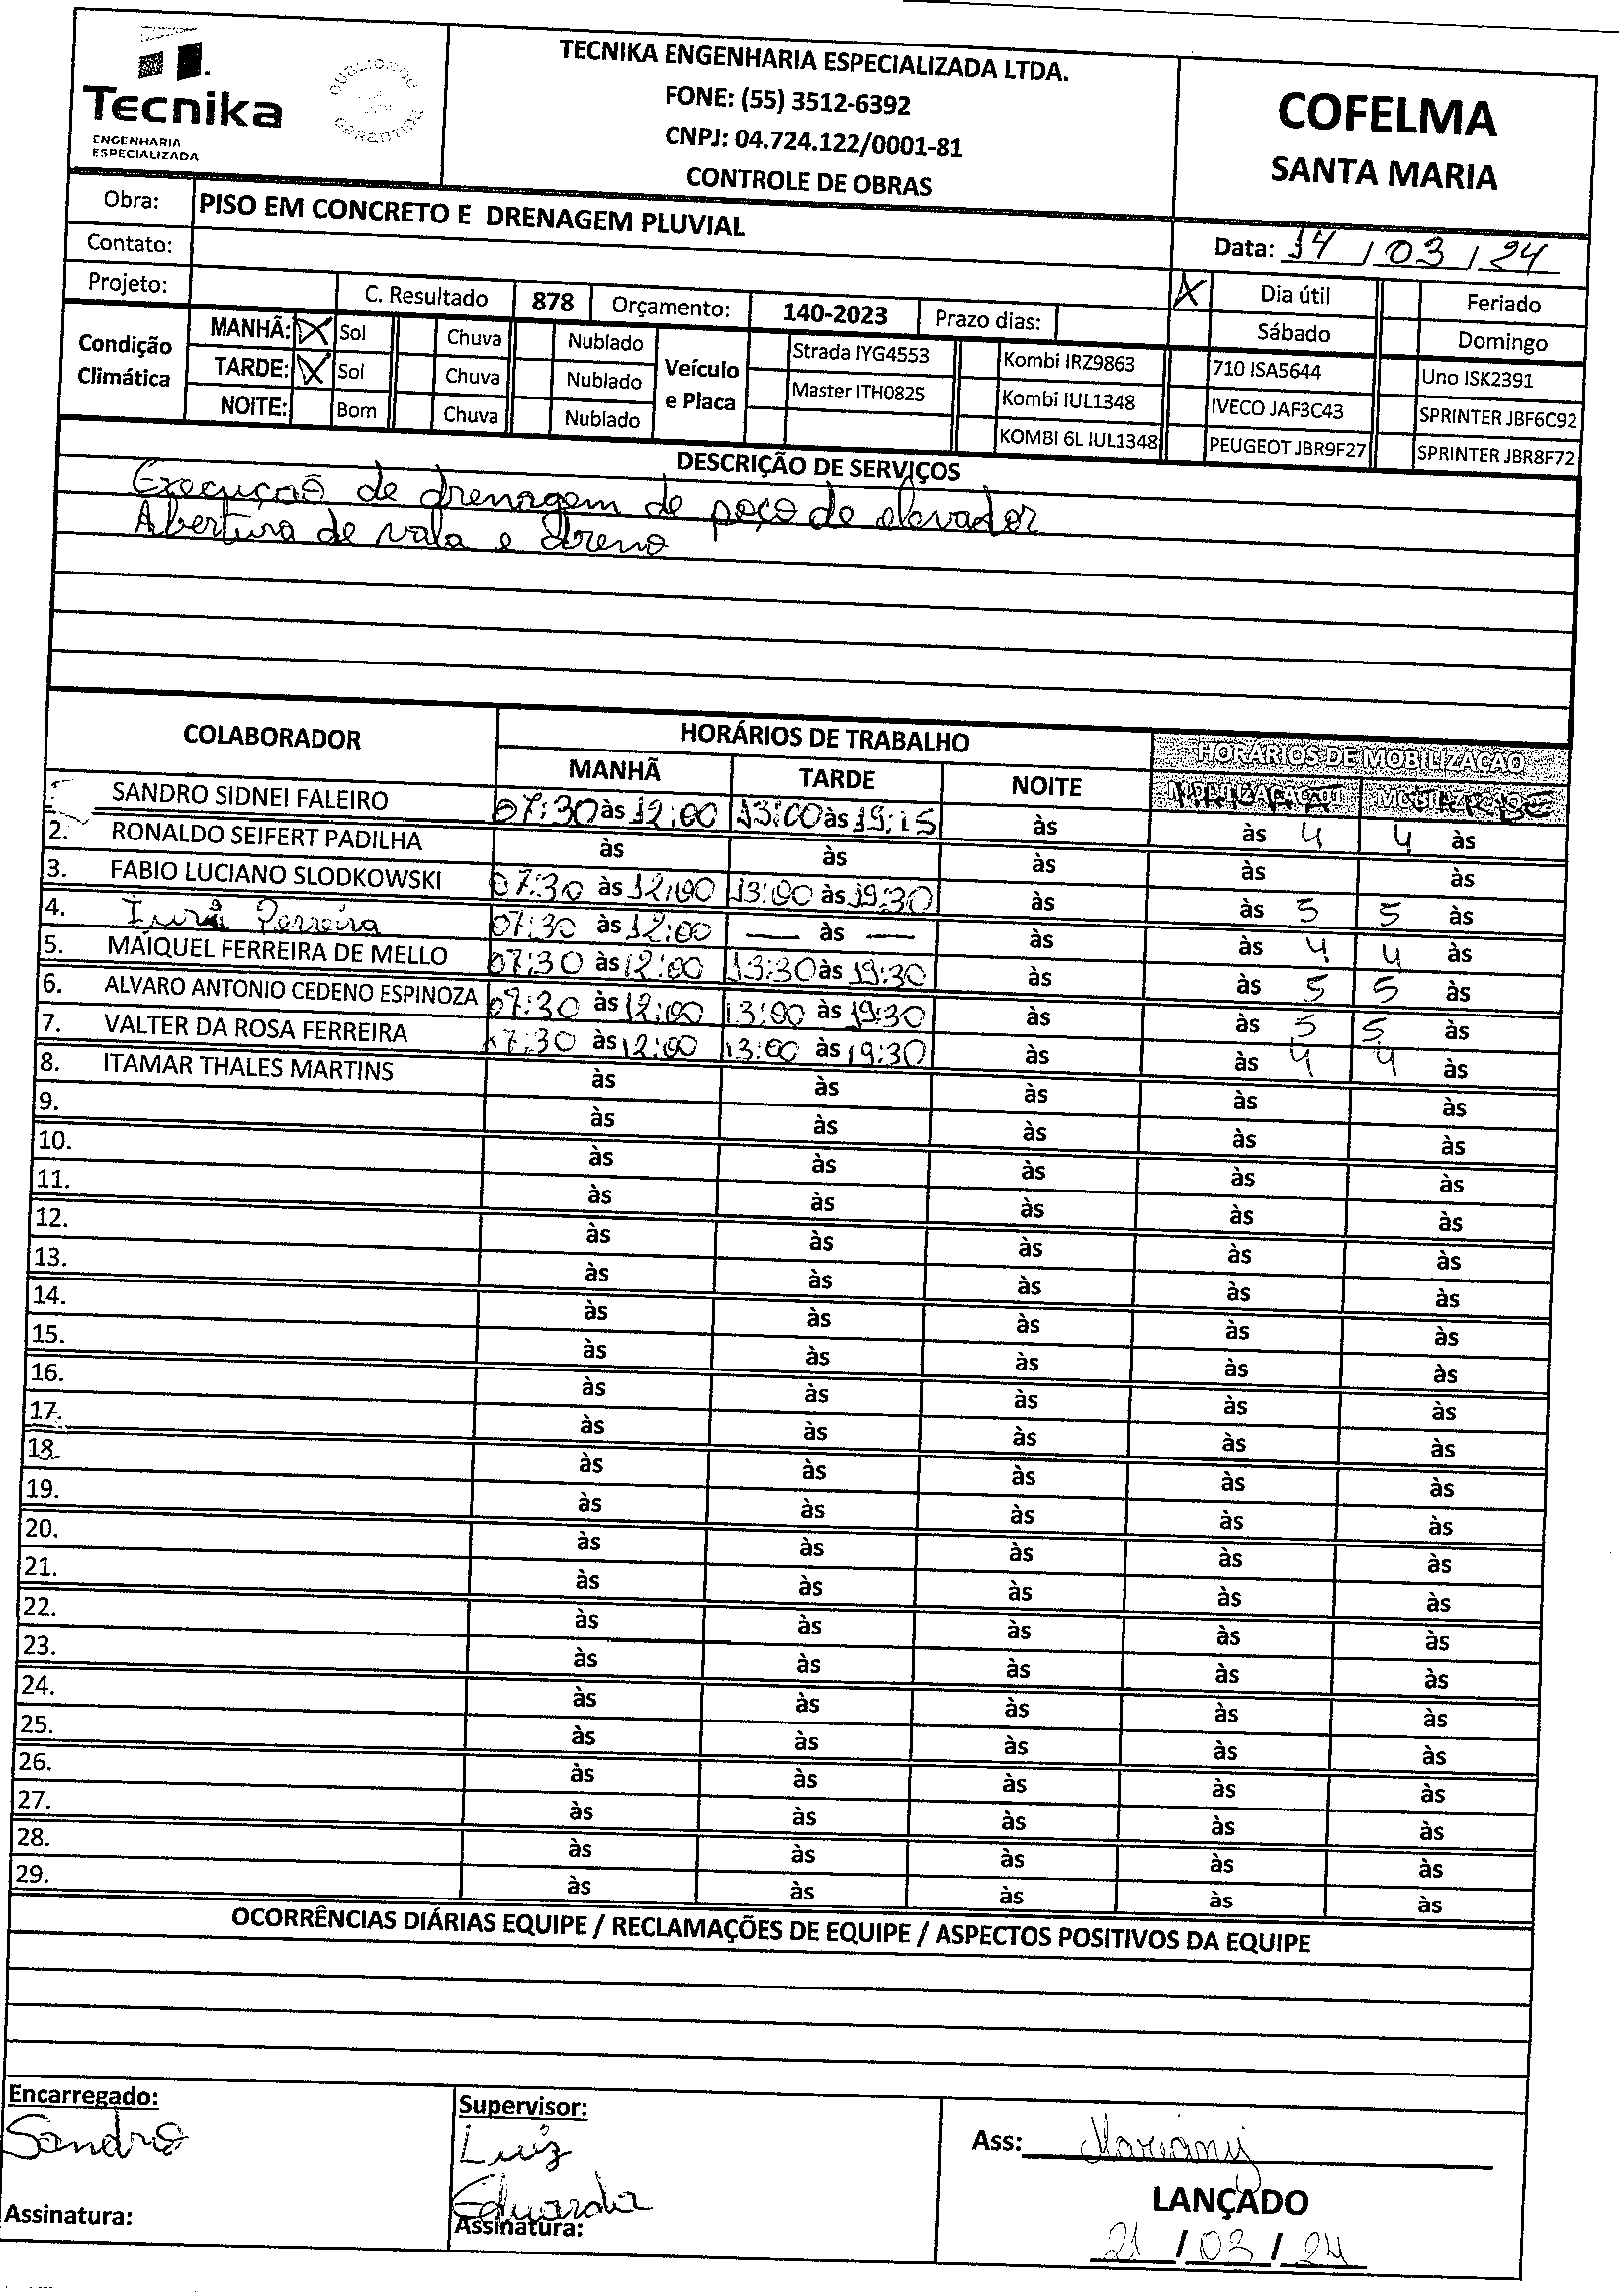 Tecnika
ENGENHARIA
ESPECIALIZADA
TECNIKA ENGENHARIA ESPECIALIZADA LTDA.
FONE: (55) 3512-6392
CNPJ: 04.724.122/0001-81
CONTROLE DE OBRAS
COFELMA
SANTA MARIA
Obra: PISO EM CONCRETO E DRENAGEM PLUVIAL
Data: 14 / 03 / 24
Contato:
Projeto: C. Resultado 878 Orçamento: 140-2023 Prazo dias: X Dia útil Feriado
Sábado Domingo
Condição Climática
MANHÃ: X Sol Chuva Nublado
TARDE: X Sol Chuva Nublado
NOITE: Bom Chuva Nublado
Veículo e Placa
Strada IYG4553 Kombi IRZ9863 710 ISA5644 Uno ISK2391
Master ITH0825 Kombi IUL1348 IVECO JAF3C43 SPRINTER JBF6C92
KOMBI 6L IUL1348 PEUGEOT JBR9F27 SPRINTER JBR8F72
DESCRIÇÃO DE SERVIÇOS
Execução de drenagem de poço de elevador
Abertura de vala e dreno
COLABORADOR HORÁRIOS DE TRABALHO HORÁRIOS DE MOBILIZAÇÃO
MANHÃ TARDE NOITE
SANDRO SIDNEI FALEIRO 07:30 às 12:00 13:00 às 19:15 às às 4 4 às
2. RONALDO SEIFERT PADILHA às às às às às
3. FABIO LUCIANO SLODKOWSKI 07:30 às 12:00 13:00 às 19:30 às às 5 5 às
4. Iurã Perreira 07:30 às 12:00 — às — às às 4 4 às
5. MAIQUEL FERREIRA DE MELLO 07:30 às 12:00 13:30 às 19:30 às às 5 5 às
6. ALVARO ANTONIO CEDENO ESPINOZA 07:30 às 12:00 13:00 às 19:30 às às 5 5 às
7. VALTER DA ROSA FERREIRA 07:30 às 12:00 13:00 às 19:30 às às 4 4 às
8. ITAMAR THALES MARTINS às às às às às
9. às às às às às
10. às às às às às
11. às às às às às
12. às às às às às
13. às às às às às
14. às às às às às
15. às às às às às
16. às às às às às
17. às às às às às
18. às às às às às
19. às às às às às
20. às às às às às
21. às às às às às
22. às às às às às
23. às às às às às
24. às às às às às
25. às às às às às
26. às às às às às
27. às às às às às
28. às às às às às
29. às às às às às
OCORRÊNCIAS DIÁRIAS EQUIPE / RECLAMAÇÕES DE EQUIPE / ASPECTOS POSITIVOS DA EQUIPE
Encarregado:
Sandro
Assinatura:
Supervisor:
Luiz
Eduarda
Assinatura:
Ass: Mariany
LANÇADO
21 / 03 / 24